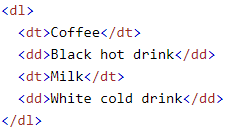 <dl>
  <dt>Coffee</dt>
  <dd>Black hot drink</dd>
  <dt>Milk</dt>
  <dd>White cold drink</dd>
</dl>